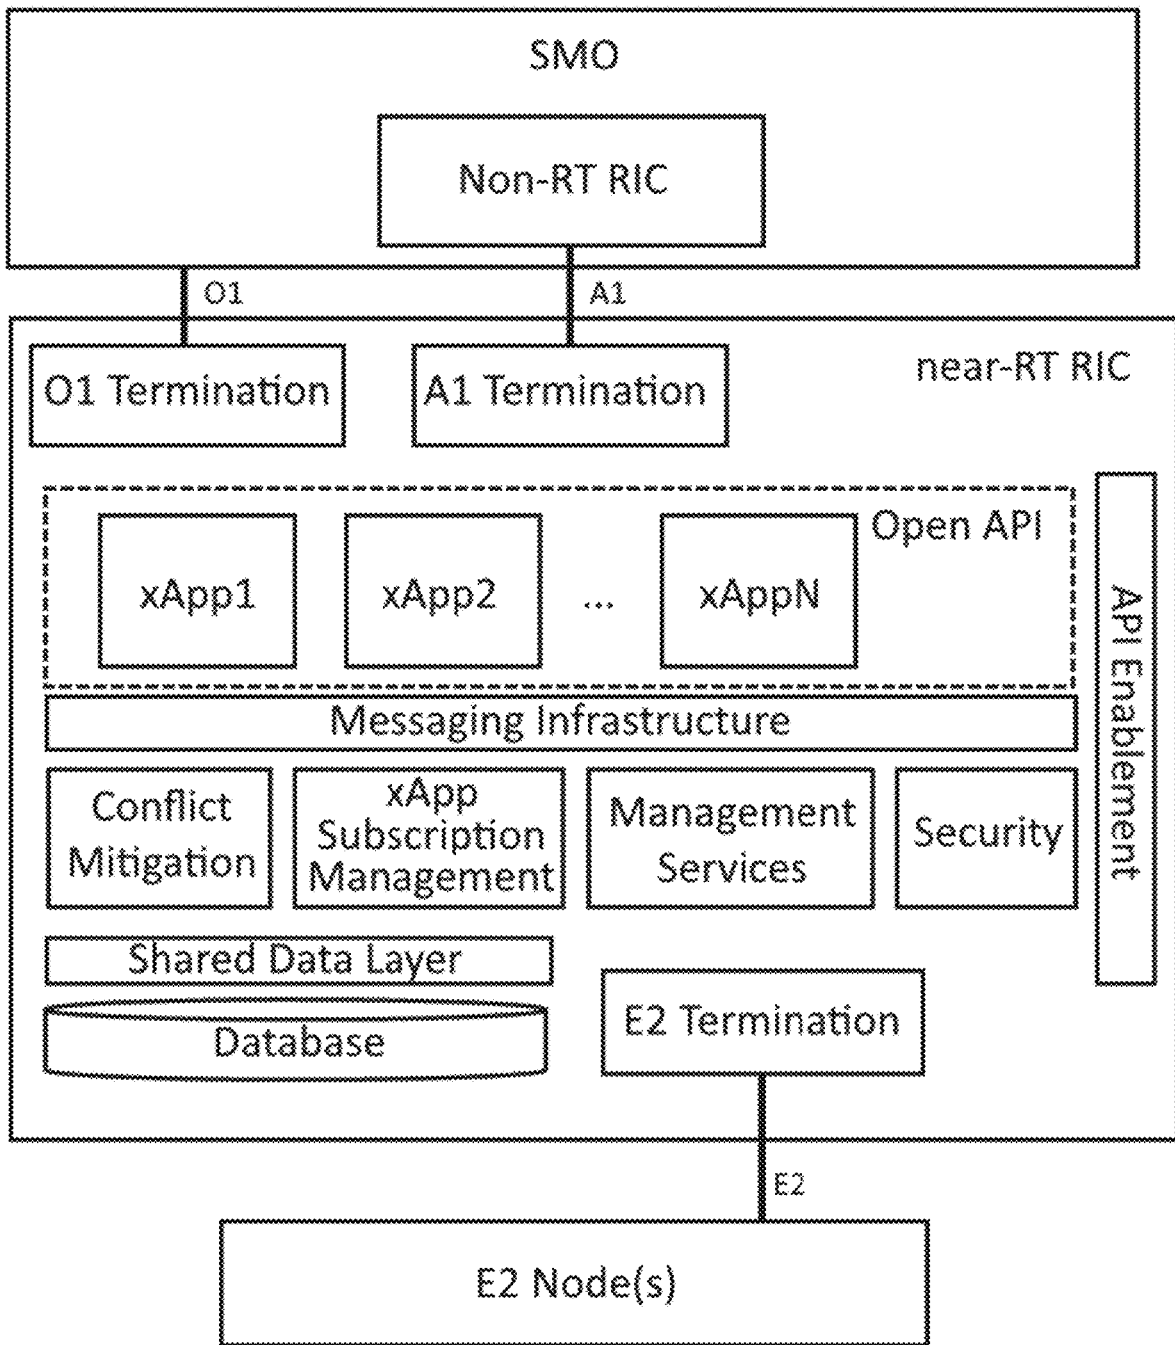 SMO
Non-RT RIC
O1
A1
near-RT RIC
O1 Termination
A1 Termination
Open API
xApp1
xApp2
...
xAppN
API Enablement
Messaging Infrastructure
Conflict
Mitigation
xApp
Subscription
Management
Management
Services
Security
Shared Data Layer
Database
E2 Termination
E2
E2 Node(s)